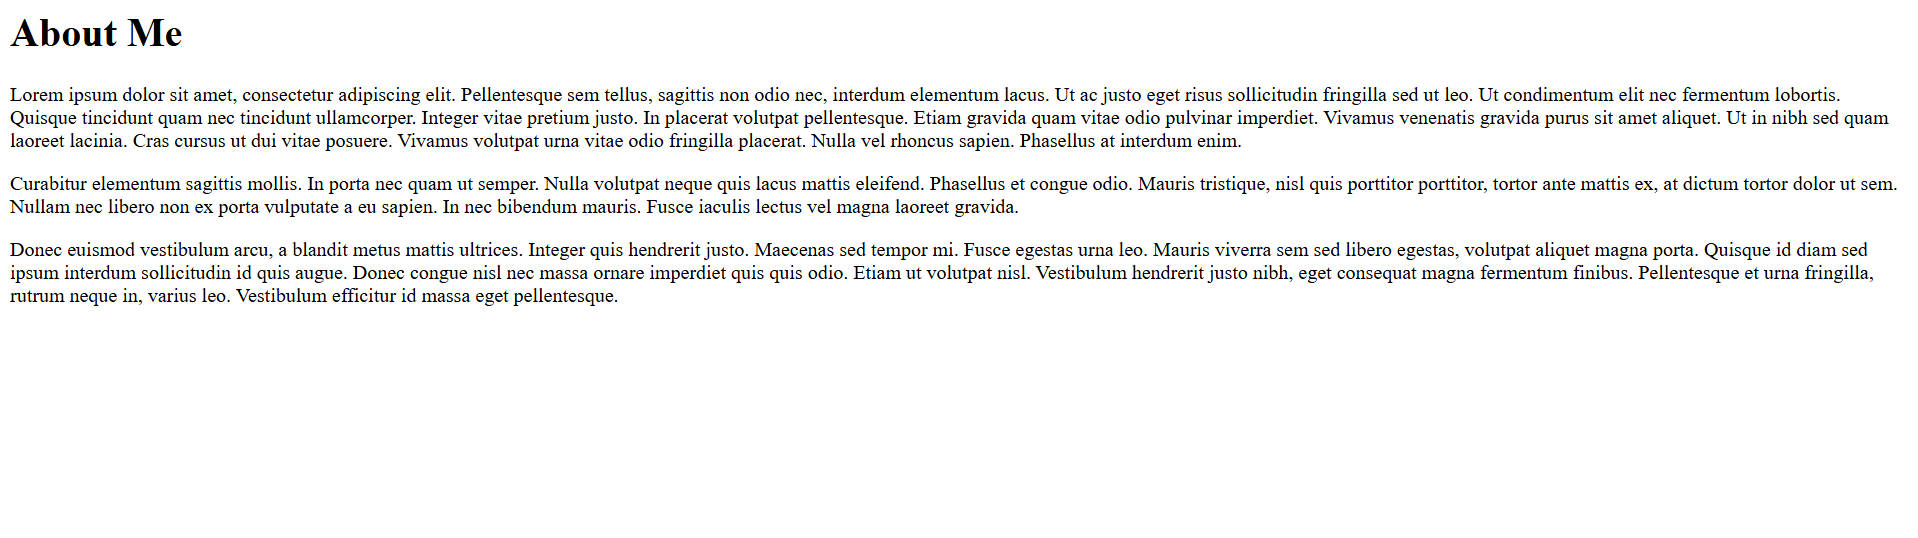 About Me
Lorem ipsum dolor sit amet, consectetur adipiscing elit. Pellentesque sem tellus, sagittis non odio nec, interdum elementum lacus. Ut ac justo eget risus sollicitudin fringilla sed ut leo. Ut condimentum elit nec fermentum lobortis.
Quisque tincidunt quam nec tincidunt ullamcorper. Integer vitae pretium justo. In placerat volutpat pellentesque. Etiam gravida quam vitae odio pulvinar imperdiet. Vivamus venenatis gravida purus sit amet aliquet. Ut in nibh sed quam
laoreet lacinia. Cras cursus ut dui vitae posuere. Vivamus volutpat urna vitae odio fringilla placerat. Nulla vel rhoncus sapien. Phasellus at interdum enim.
Curabitur elementum sagittis mollis. In porta nec quam ut semper. Nulla volutpat neque quis lacus mattis eleifend. Phasellus et congue odio. Mauris tristique, nisl quis porttitor porttitor, tortor ante mattis ex, at dictum tortor dolor ut sem.
Nullam nec libero non ex porta vulputate a eu sapien. In nec bibendum mauris. Fusce iaculis lectus vel magna laoreet gravida.
Donec euismod vestibulum arcu, a blandit metus mattis ultrices. Integer quis hendrerit justo. Maecenas sed tempor mi. Fusce egestas urna leo. Mauris viverra sem sed libero egestas, volutpat aliquet magna porta. Quisque id diam sed
ipsum interdum sollicitudin id quis augue. Donec congue nisl nec massa ornare imperdiet quis quis odio. Etiam ut volutpat nisl. Vestibulum hendrerit justo nibh, eget consequat magna fermentum finibus. Pellentesque et urna fringilla,
rutrum neque in, varius leo. Vestibulum efficitur id massa eget pellentesque.